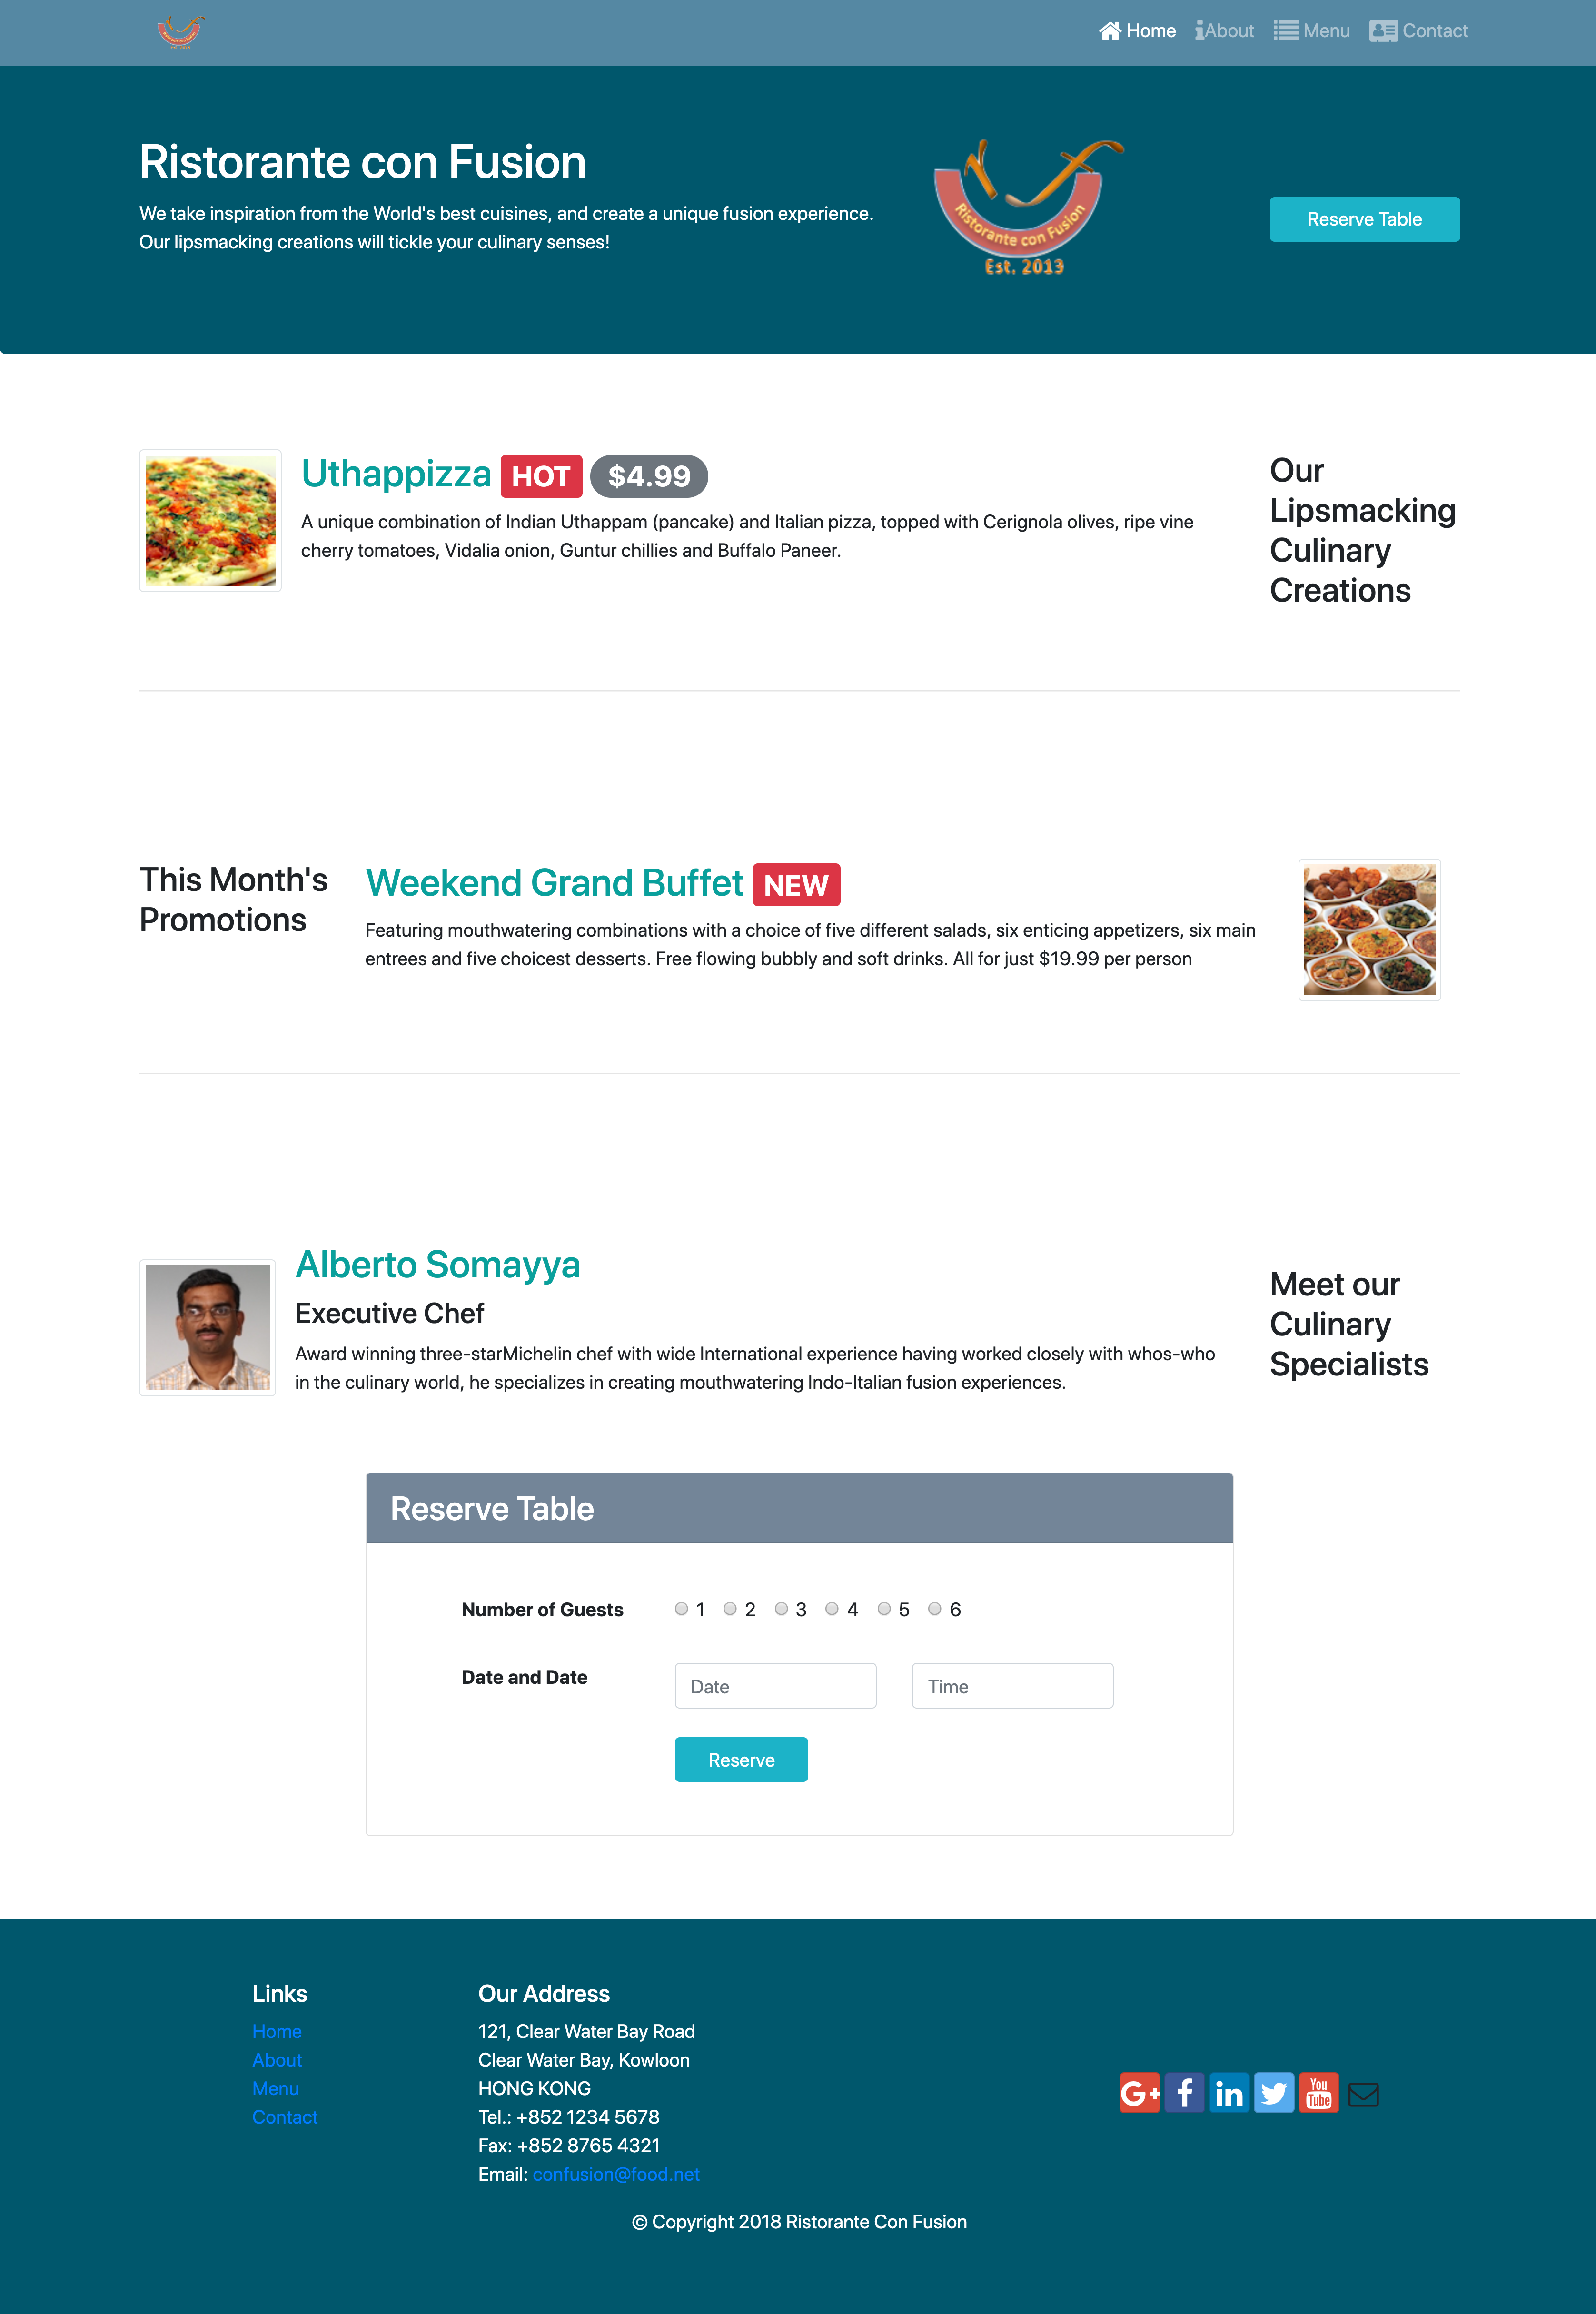 Home About Menu Contact
Ristorante con Fusion
We take inspiration from the World's best cuisines, and create a unique fusion experience.
Our lipsmacking creations will tickle your culinary senses!
Ristorante con Fusion
Est. 2013
Reserve Table
Uthappizza HOT $4.99
A unique combination of Indian Uthappam (pancake) and Italian pizza, topped with Cerignola olives, ripe vine
cherry tomatoes, Vidalia onion, Guntur chillies and Buffalo Paneer.
Our
Lipsmacking
Culinary
Creations
This Month's
Promotions
Weekend Grand Buffet NEW
Featuring mouthwatering combinations with a choice of five different salads, six enticing appetizers, six main
entrees and five choicest desserts. Free flowing bubbly and soft drinks. All for just $19.99 per person
Alberto Somayya
Executive Chef
Award winning three-starMichelin chef with wide International experience having worked closely with whos-who
in the culinary world, he specializes in creating mouthwatering Indo-Italian fusion experiences.
Meet our
Culinary
Specialists
Reserve Table
Number of Guests 1 2 3 4 5 6
Date and Date Date Time
Reserve
Links
Home
About
Menu
Contact
Our Address
121, Clear Water Bay Road
Clear Water Bay, Kowloon
HONG KONG
Tel.: +852 1234 5678
Fax: +852 8765 4321
Email: confusion@food.net
G+ f in You Tube
© Copyright 2018 Ristorante Con Fusion